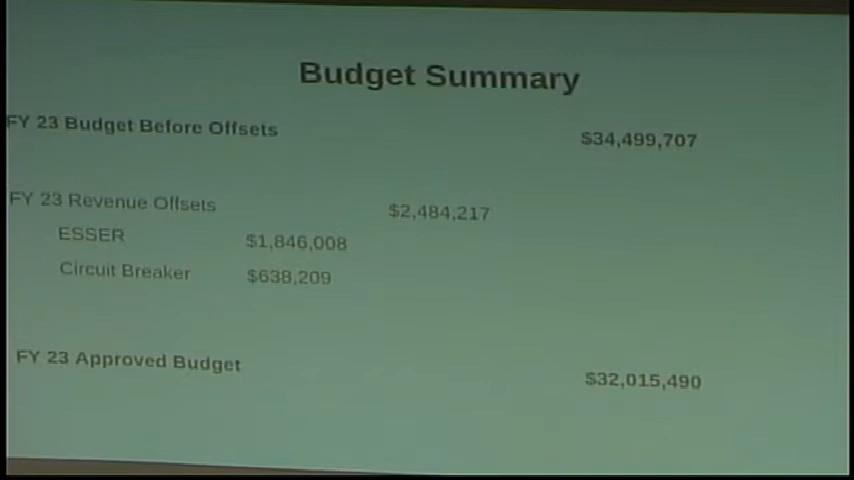 Budget Summary
FY 23 Budget Before Offsets $34,499,707
FY 23 Revenue Offsets $2,484,217
ESSER $1,846,008
Circuit Breaker $638,209
FY 23 Approved Budget $32,015,490